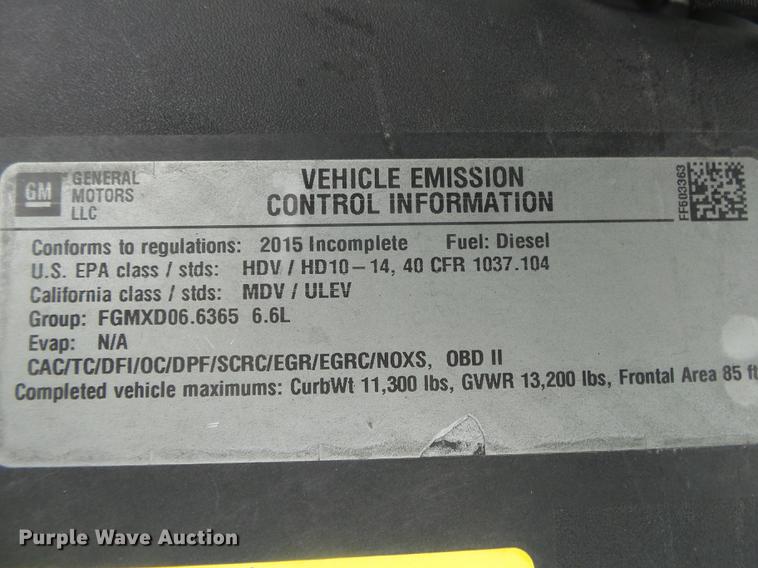 GM
GENERAL
MOTORS
LLC
VEHICLE EMISSION
CONTROL INFORMATION
FF603363
Conforms to regulations: 2015 Incomplete Fuel: Diesel
U.S. EPA class / stds: HDV / HD10-14, 40 CFR 1037.104
California class / stds: MDV / ULEV
Group: FGMXD06.6365 6.6L
Evap: N/A
CAC/TC/DFI/OC/DPF/SCRC/EGR/EGRC/NOXS, OBD II
Completed vehicle maximums: CurbWt 11,300 lbs, GVWR 13,200 lbs, Frontal Area 85 ft
Purple Wave Auction